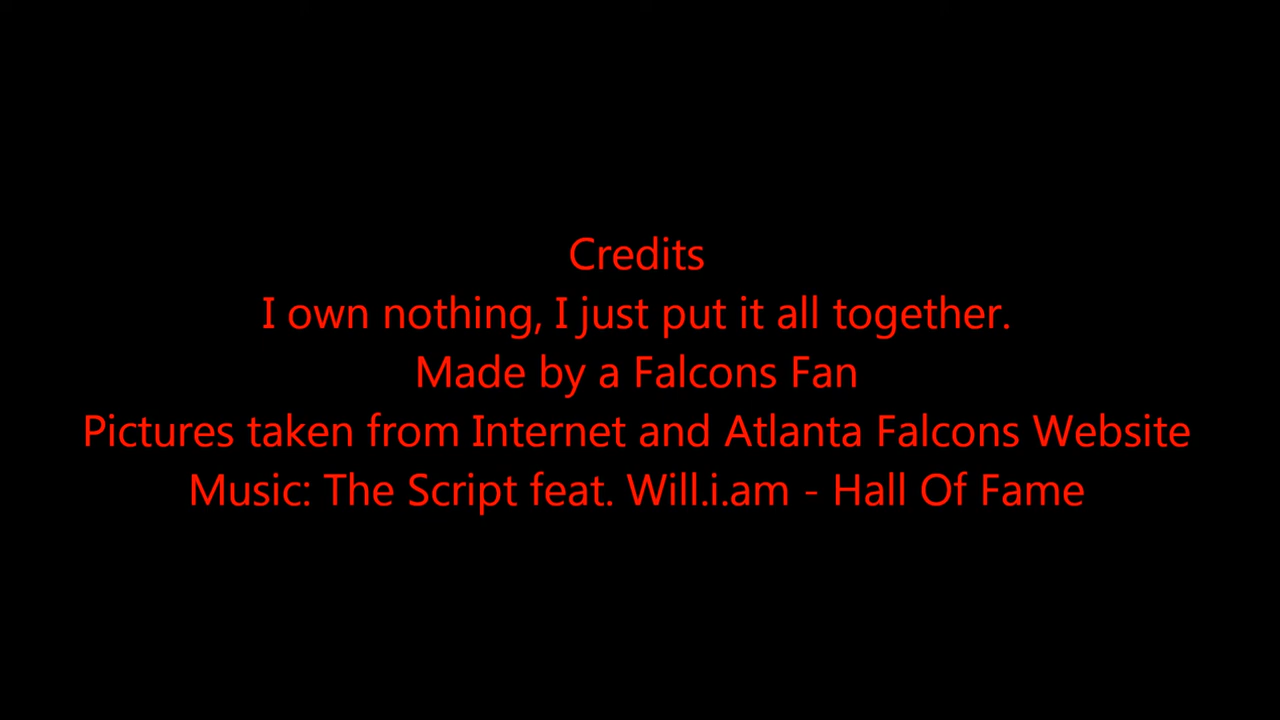 Credits
I own nothing, I just put it all together.
Made by a Falcons Fan
Pictures taken from Internet and Atlanta Falcons Website
Music: The Script feat. Will.i.am - Hall Of Fame